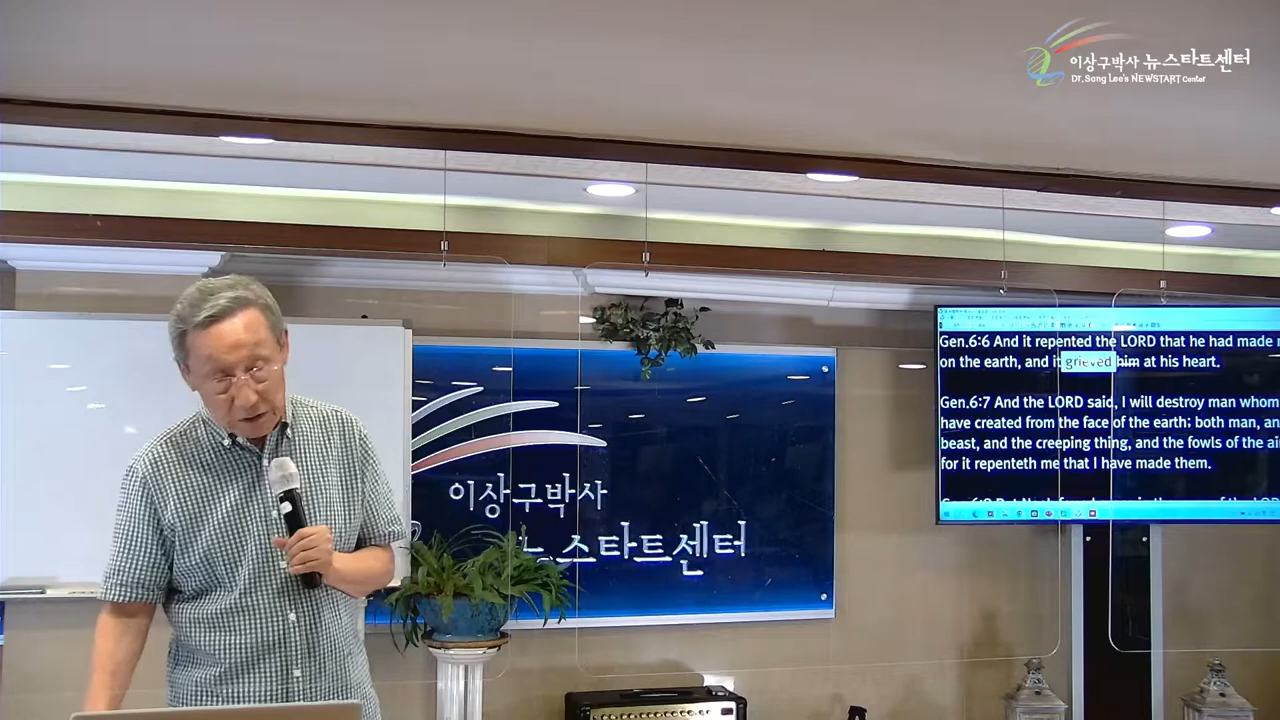 이상구박사 뉴스타트센터
Dr. Sang Lee's NEWSTART Center
이상구박사
뉴스타트센터
Gen.6:6 And it repented the LORD that he had made
on the earth, and it grieved him at his heart.
Gen.6:7 And the LORD said, I will destroy man whom
have created from the face of the earth; both man, an
beast, and the creeping thing, and the fowls of the ai
for it repenteth me that I have made them.